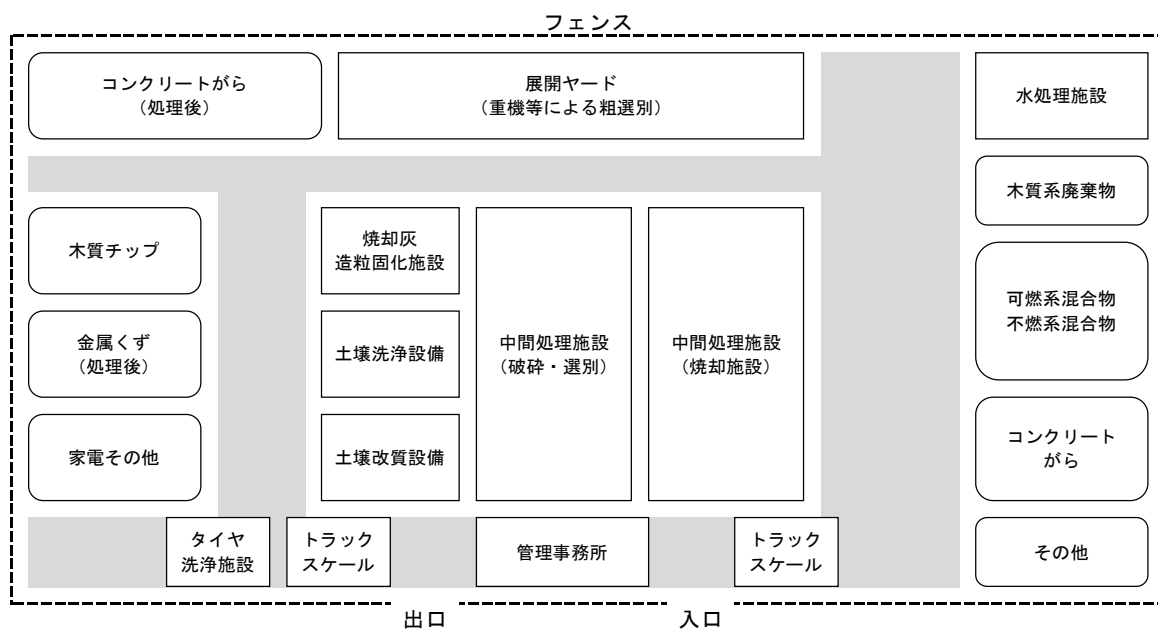 フェンス
コンクリートがら
（処理後）
展開ヤード
（重機等による粗選別）
水処理施設
木質系廃棄物
木質チップ
焼却灰
造粒固化施設
中間処理施設
（破砕・選別）
中間処理施設
（焼却施設）
可燃系混合物
不燃系混合物
金属くず
（処理後）
土壌洗浄設備
家電その他
土壌改質設備
コンクリート
がら
タイヤ
洗浄施設
トラック
スケール
管理事務所
トラック
スケール
その他
出口
入口